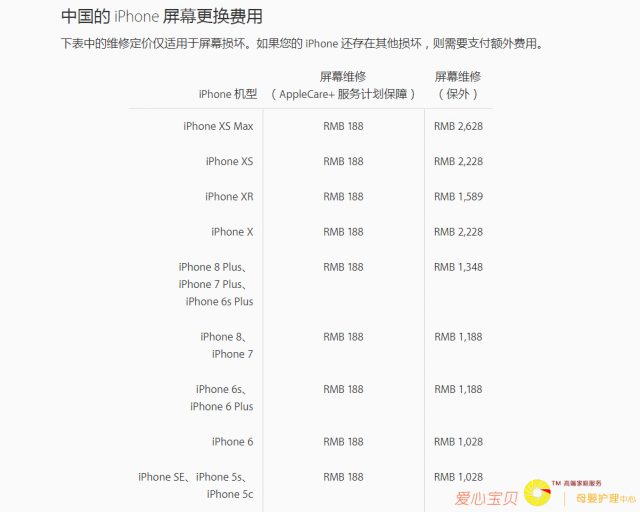 中国的 iPhone 屏幕更换费用
下表中的维修定价仅适用于屏幕损坏。如果您的 iPhone 还存在其他损坏，则需要支付额外费用。
iPhone 机型 屏幕维修（AppleCare+ 服务计划保障） 屏幕维修（保外）
iPhone XS Max RMB 188 RMB 2,628
iPhone XS RMB 188 RMB 2,228
iPhone XR RMB 188 RMB 1,589
iPhone X RMB 188 RMB 2,228
iPhone 8 Plus、 RMB 188 RMB 1,348
iPhone 7 Plus、
iPhone 6s Plus
iPhone 8、 RMB 188 RMB 1,188
iPhone 7
iPhone 6s、 RMB 188 RMB 1,188
iPhone 6 Plus
iPhone 6 RMB 188 RMB 1,028
iPhone SE、iPhone 5s、 RMB 188 RMB 1,028
iPhone 5c
爱心宝贝 TM 高端家庭服务 母婴护理中心